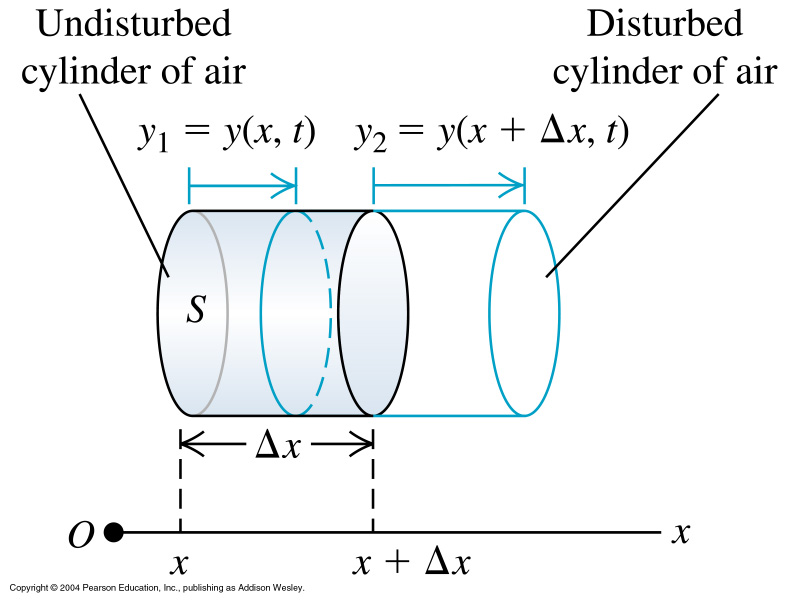 Undisturbed
cylinder of air
Disturbed
cylinder of air
y₁ = y(x, t)
y₂ = y(x + Δx, t)
S
Δx
O
x
x
x + Δx
Copyright © 2004 Pearson Education, Inc., publishing as Addison Wesley.